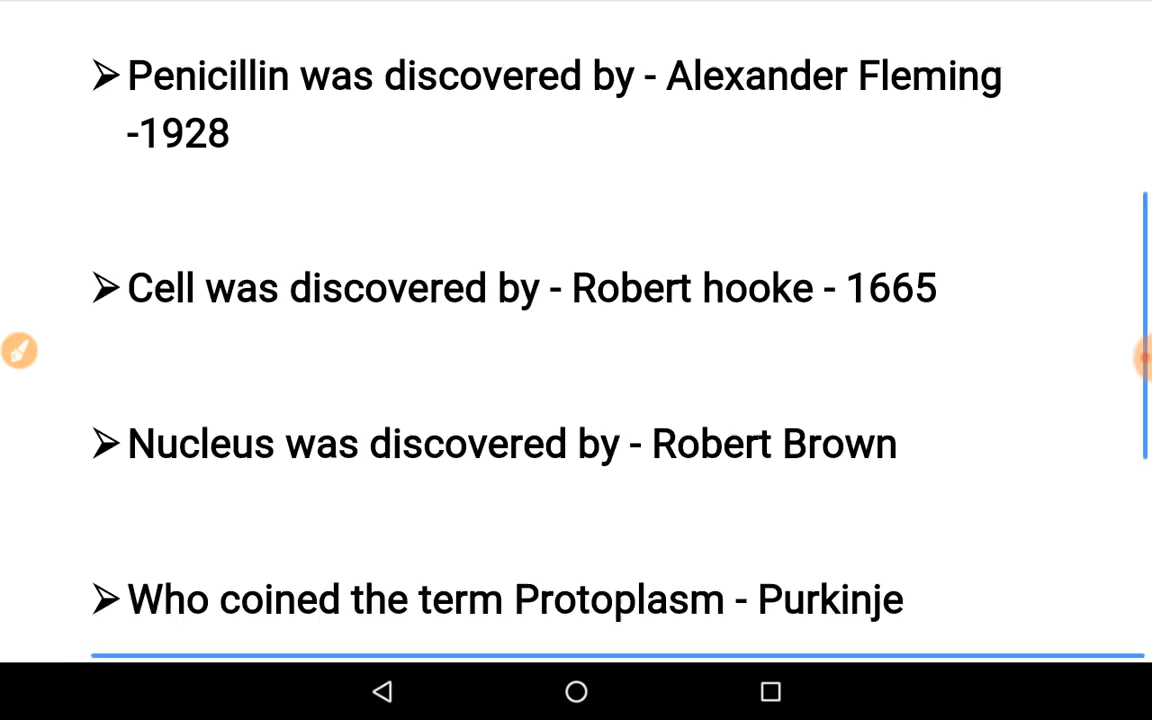 ➢ Penicillin was discovered by - Alexander Fleming
-1928
➢ Cell was discovered by - Robert hooke - 1665
➢ Nucleus was discovered by - Robert Brown
➢ Who coined the term Protoplasm - Purkinje